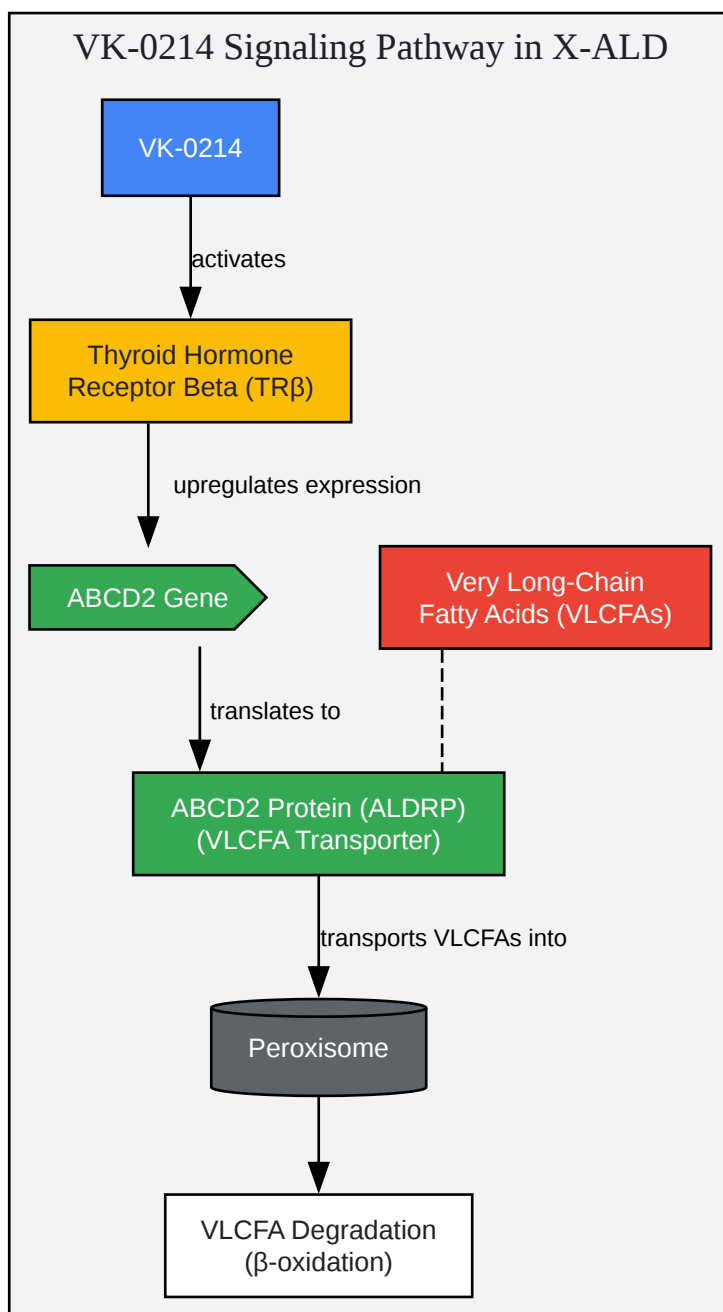 VK-0214 Signaling Pathway in X-ALD
VK-0214
activates
Thyroid Hormone
Receptor Beta (TRβ)
upregulates expression
ABCD2 Gene
Very Long-Chain
Fatty Acids (VLCFAs)
translates to
ABCD2 Protein (ALDRP)
(VLCFA Transporter)
transports VLCFAs into
Peroxisome
VLCFA Degradation
(β-oxidation)